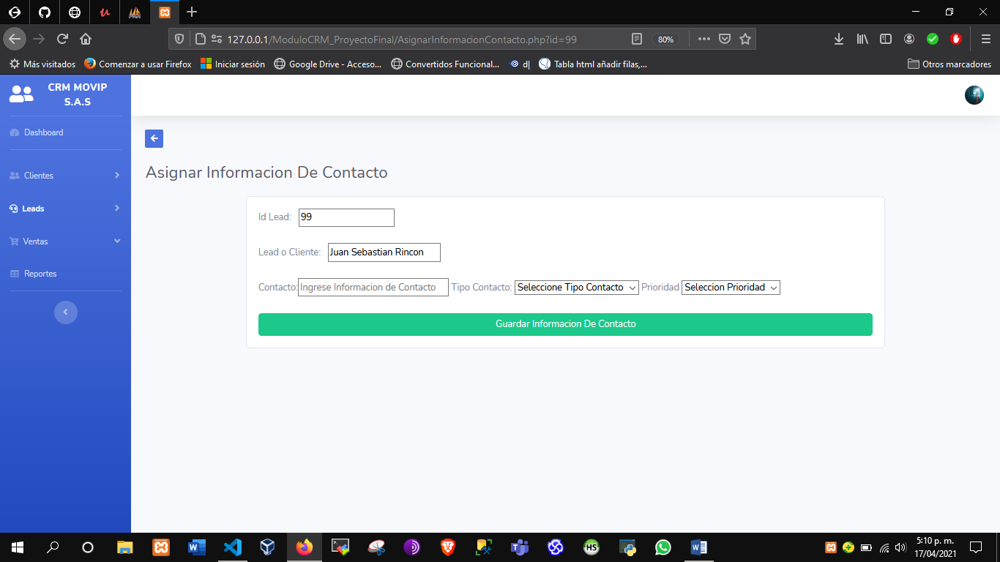 127.0.0.1/ModuloCRM_ProyectoFinal/AsignarInformacionContacto.php?id=99
80%
Más visitados
Comenzar a usar Firefox
Iniciar sesión
Google Drive - Acceso...
Convertidos Funcional...
d|
Tabla html añadir filas,...
Otros marcadores
CRM MOVIP
S.A.S
Dashboard
Clientes
Leads
Ventas
Reportes
Asignar Informacion De Contacto
Id Lead: 99
Lead o Cliente: Juan Sebastian Rincon
Contacto: Ingrese Informacion de Contacto Tipo Contacto: Seleccione Tipo Contacto Prioridad Seleccion Prioridad
Guardar Informacion De Contacto
HS
5:10 p. m.
17/04/2021